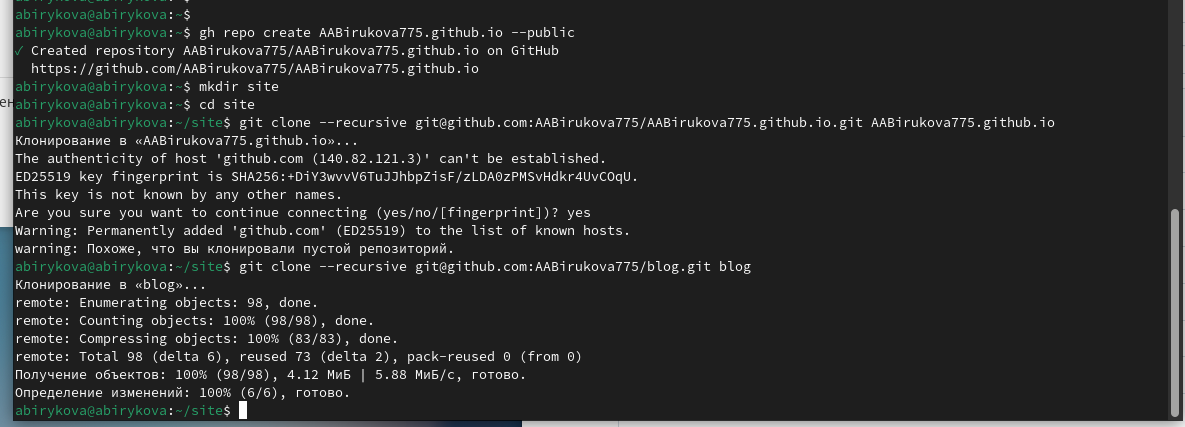 abirykova@abirykova:~$
abirykova@abirykova:~$
abirykova@abirykova:~$ gh repo create AABirukova775.github.io --public
✓ Created repository AABirukova775/AABirukova775.github.io on GitHub
https://github.com/AABirukova775/AABirukova775.github.io
abirykova@abirykova:~$ mkdir site
abirykova@abirykova:~$ cd site
abirykova@abirykova:~/site$ git clone --recursive git@github.com:AABirukova775/AABirukova775.github.io.git AABirukova775.github.io
Клонирование в «AABirukova775.github.io»...
The authenticity of host 'github.com (140.82.121.3)' can't be established.
ED25519 key fingerprint is SHA256:+DiY3wvvV6TuJJhbpZisF/zLDA0zPMSvHdkr4UvCOqU.
This key is not known by any other names.
Are you sure you want to continue connecting (yes/no/[fingerprint])? yes
Warning: Permanently added 'github.com' (ED25519) to the list of known hosts.
warning: Похоже, что вы клонировали пустой репозиторий.
abirykova@abirykova:~/site$ git clone --recursive git@github.com:AABirukova775/blog.git blog
Клонирование в «blog»...
remote: Enumerating objects: 98, done.
remote: Counting objects: 100% (98/98), done.
remote: Compressing objects: 100% (83/83), done.
remote: Total 98 (delta 6), reused 73 (delta 2), pack-reused 0 (from 0)
Получение объектов: 100% (98/98), 4.12 МиБ | 5.88 МиБ/с, готово.
Определение изменений: 100% (6/6), готово.
abirykova@abirykova:~/site$